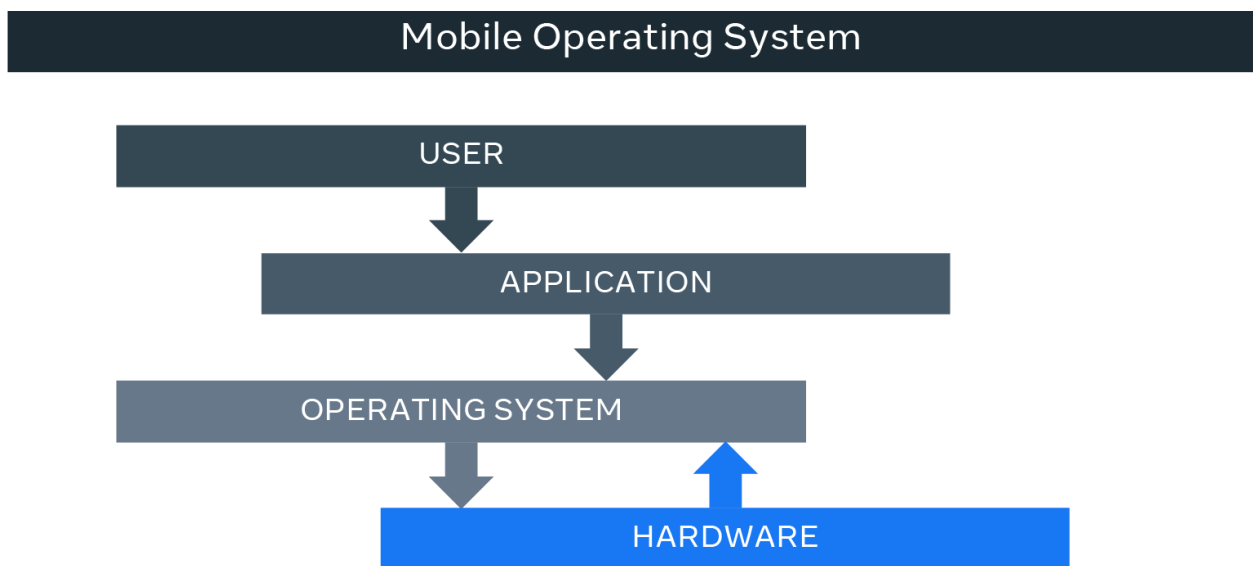 Mobile Operating System
USER
APPLICATION
OPERATING SYSTEM
HARDWARE